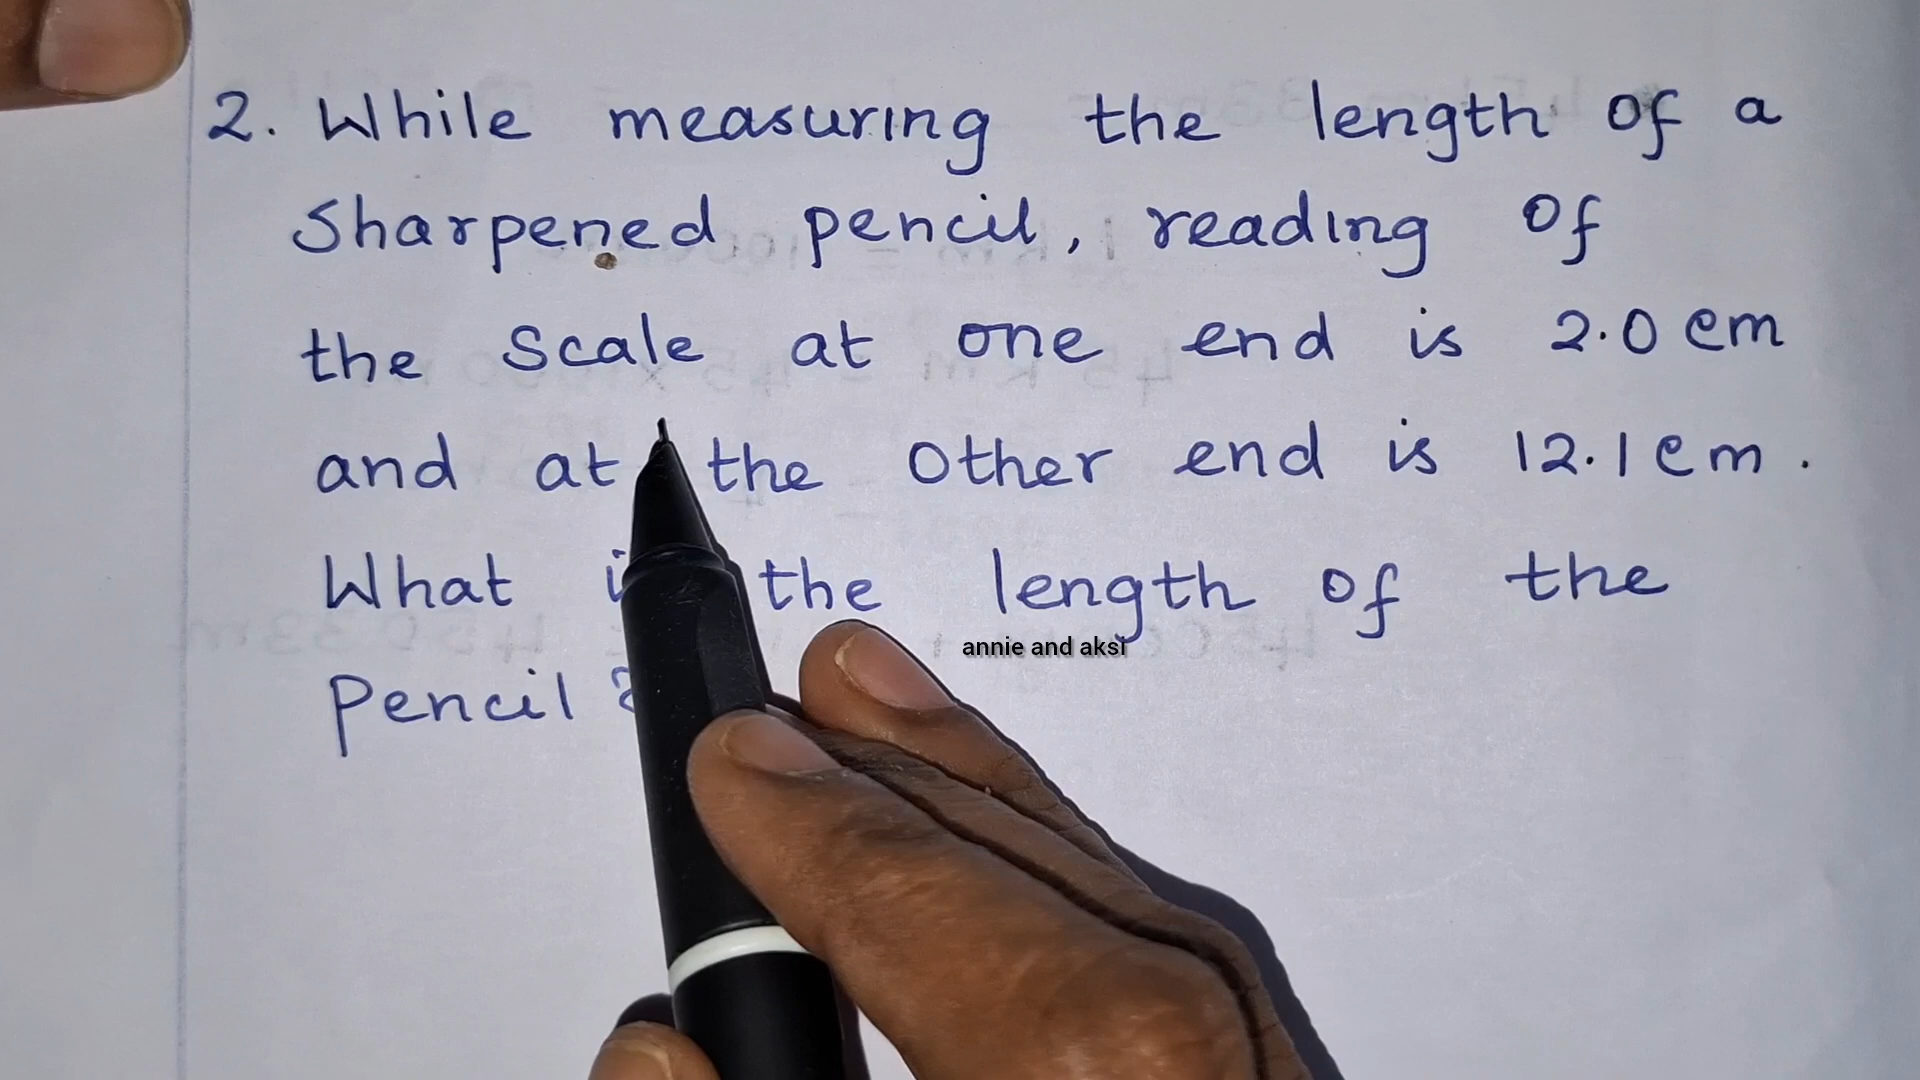 2. While measuring the length of a
Sharpened pencil, reading of
the Scale at one end is 2.0 cm
and at the Other end is 12.1 cm.
What the length of the
annie and aksi
Pencil ?